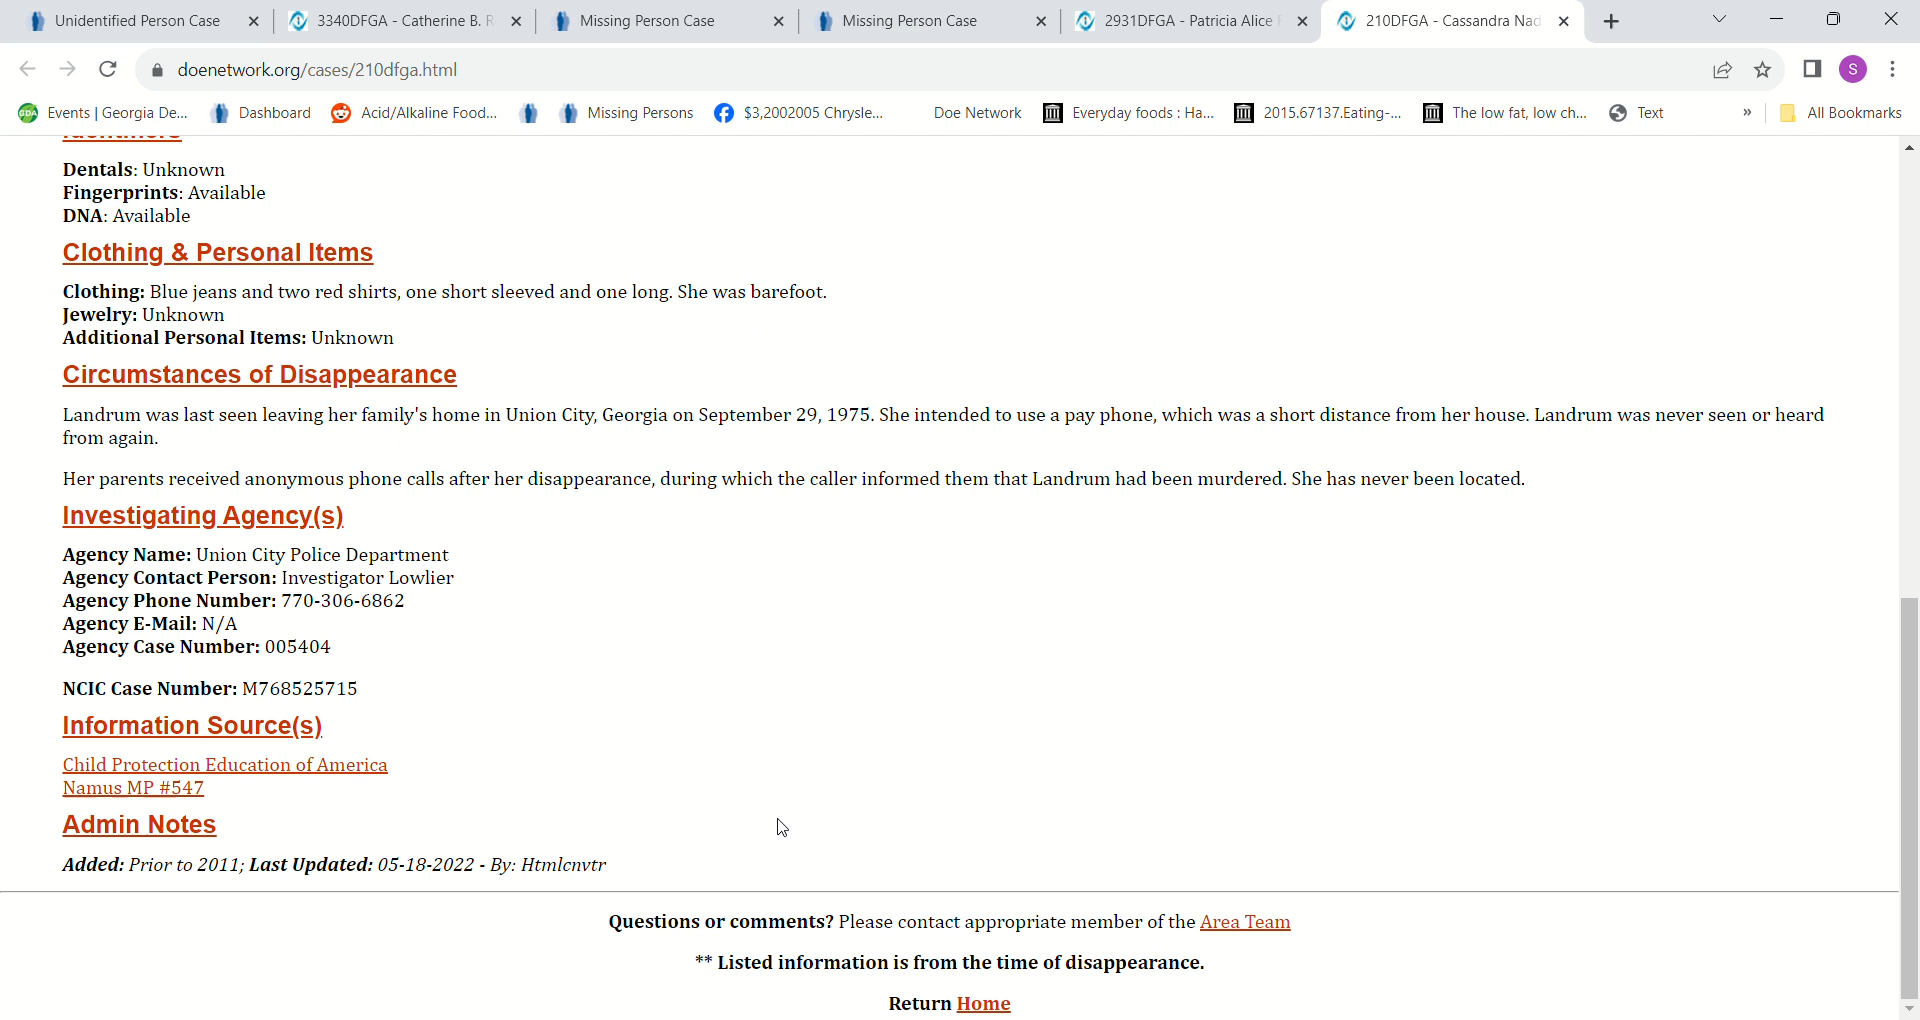 Unidentified Person Case
3340DFGA - Catherine B. R
Missing Person Case
Missing Person Case
2931DFGA - Patricia Alice
210DFGA - Cassandra Nad
doenetwork.org/cases/210dfga.html
S
GDA Events | Georgia De...
Dashboard
Acid/Alkaline Food...
Missing Persons
$3,2002005 Chrysle...
Doe Network
Everyday foods : Ha...
2015.67137.Eating-...
The low fat, low ch...
Text
»
All Bookmarks
Identifiers
Dentals: Unknown
Fingerprints: Available
DNA: Available
Clothing & Personal Items
Clothing: Blue jeans and two red shirts, one short sleeved and one long. She was barefoot.
Jewelry: Unknown
Additional Personal Items: Unknown
Circumstances of Disappearance
Landrum was last seen leaving her family's home in Union City, Georgia on September 29, 1975. She intended to use a pay phone, which was a short distance from her house. Landrum was never seen or heard
from again.
Her parents received anonymous phone calls after her disappearance, during which the caller informed them that Landrum had been murdered. She has never been located.
Investigating Agency(s)
Agency Name: Union City Police Department
Agency Contact Person: Investigator Lowlier
Agency Phone Number: 770-306-6862
Agency E-Mail: N/A
Agency Case Number: 005404
NCIC Case Number: M768525715
Information Source(s)
Child Protection Education of America
Namus MP #547
Admin Notes
Added: Prior to 2011; Last Updated: 05-18-2022 - By: Htmlcnvtr
Questions or comments? Please contact appropriate member of the Area Team
** Listed information is from the time of disappearance.
Return Home